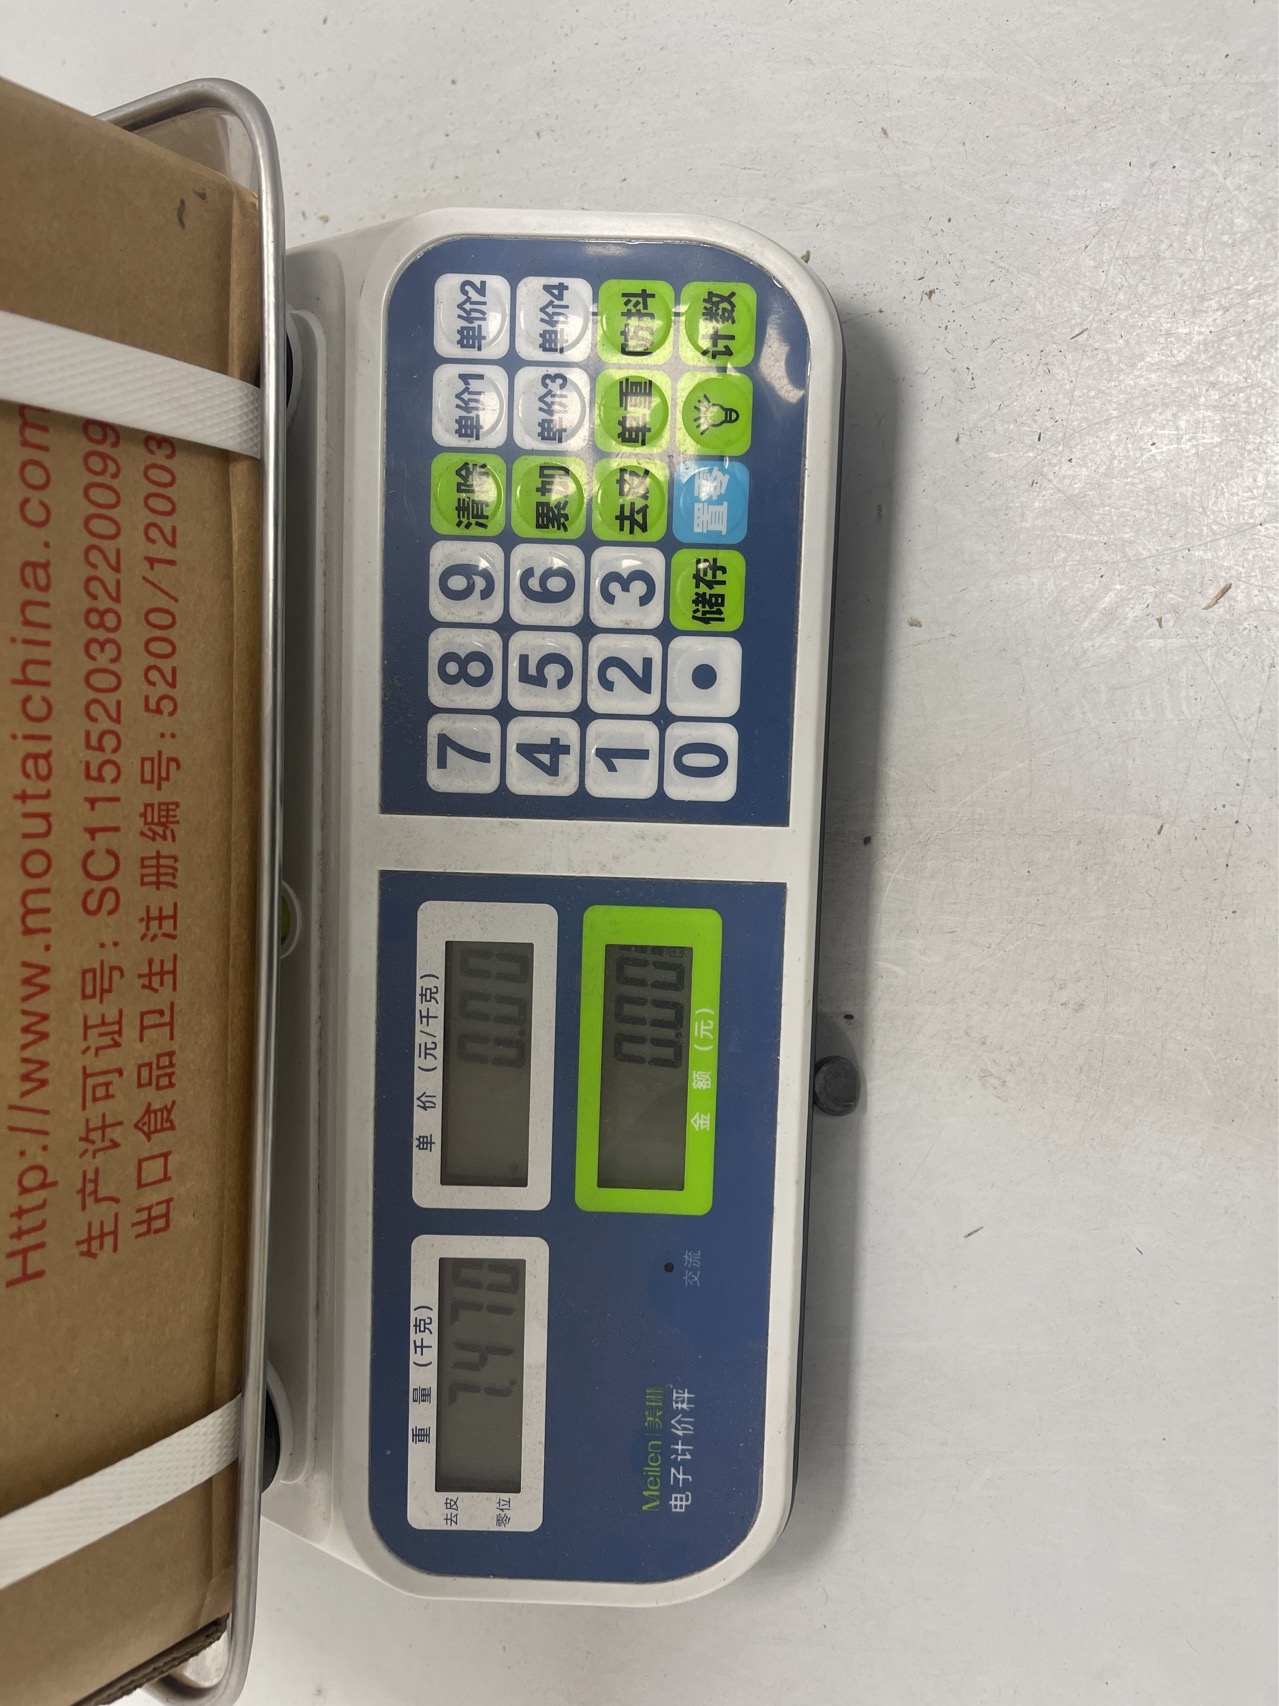 Http://www.moutaichina.com
生产许可证号:SC11552038220099
出口食品卫生注册编号:5200/12003
重 量 (千克)
7.470
去皮
零位
单 价 (元/千克)
0.00
0.00
金 额 (元)
交流
Meilen 美琳
电子计价秤
7 8 9 清除 单价1 单价2
4 5 6 累加 单价3 单价4
1 2 3 去皮 单重 防抖
0 • 储存 置零 计数